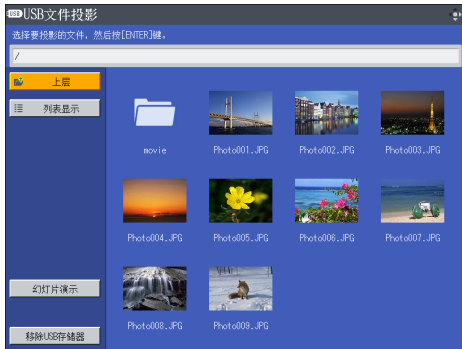 USB USB文件投影
选择要投影的文件，然后按[ENTER]键。
/
上层
列表显示
movie
Photo001.JPG
Photo002.JPG
Photo003.JPG
Photo004.JPG
Photo005.JPG
Photo006.JPG
Photo007.JPG
幻灯片演示
Photo008.JPG
Photo009.JPG
移除USB存储器